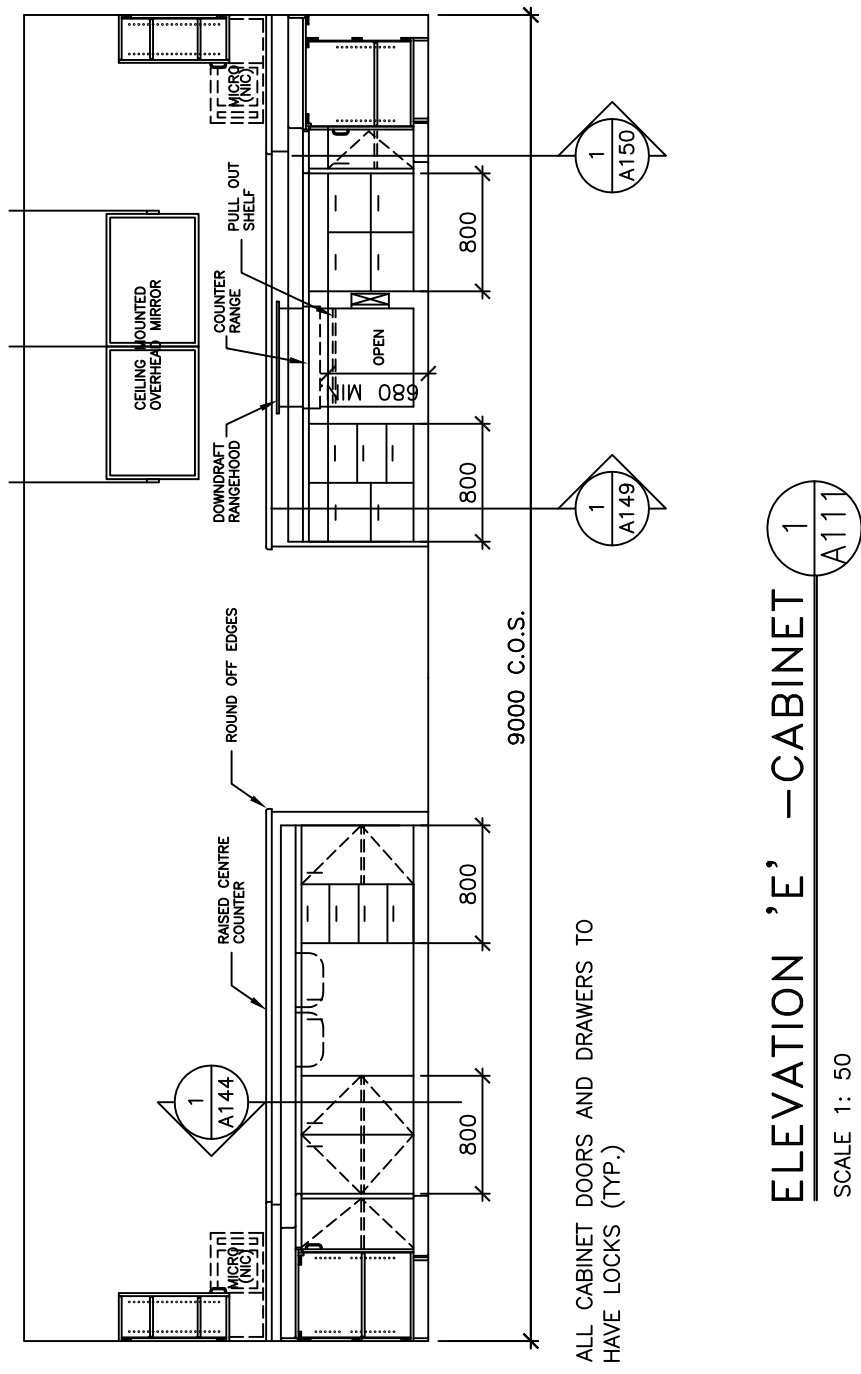 MICRO
(NIC)
CEILING MOUNTED
OVERHEAD MIRROR
MICRO
(NIC)
RAISED CENTRE
COUNTER
ROUND OFF EDGES
DOWNDRAFT
RANGEHOOD
COUNTER
RANGE
PULL OUT
SHELF
1
A144
680 MIN
OPEN
800
800
800
800
9000 C.O.S.
1
A149
1
A150
ALL CABINET DOORS AND DRAWERS TO
HAVE LOCKS (TYP.)
ELEVATION 'E' -CABINET
1
A111
SCALE 1: 50